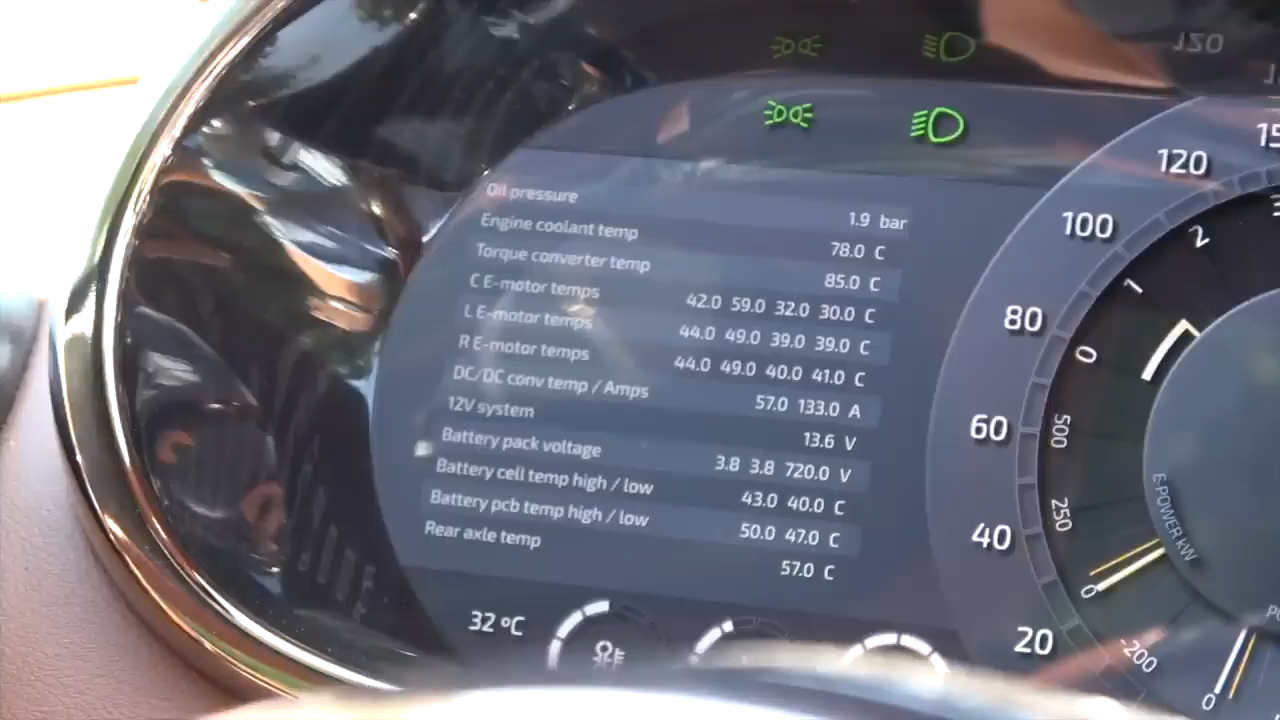 Oil pressure 1.9 bar
Engine coolant temp 78.0 C
Torque converter temp 85.0 C
C E-motor temps 42.0 59.0 32.0 30.0 C
L E-motor temps 44.0 49.0 39.0 39.0 C
R E-motor temps 44.0 49.0 40.0 41.0 C
DC/DC conv temp / Amps 57.0 133.0 A
12V system 13.6 V
Battery pack voltage 3.8 3.8 720.0 V
Battery cell temp high / low 43.0 40.0 C
Battery pcb temp high / low 50.0 47.0 C
Rear axle temp 57.0 C
32 ºC
120
100
80
60
40
20
2
1
0
500
250
0
-200
0
E-POWER kW
120